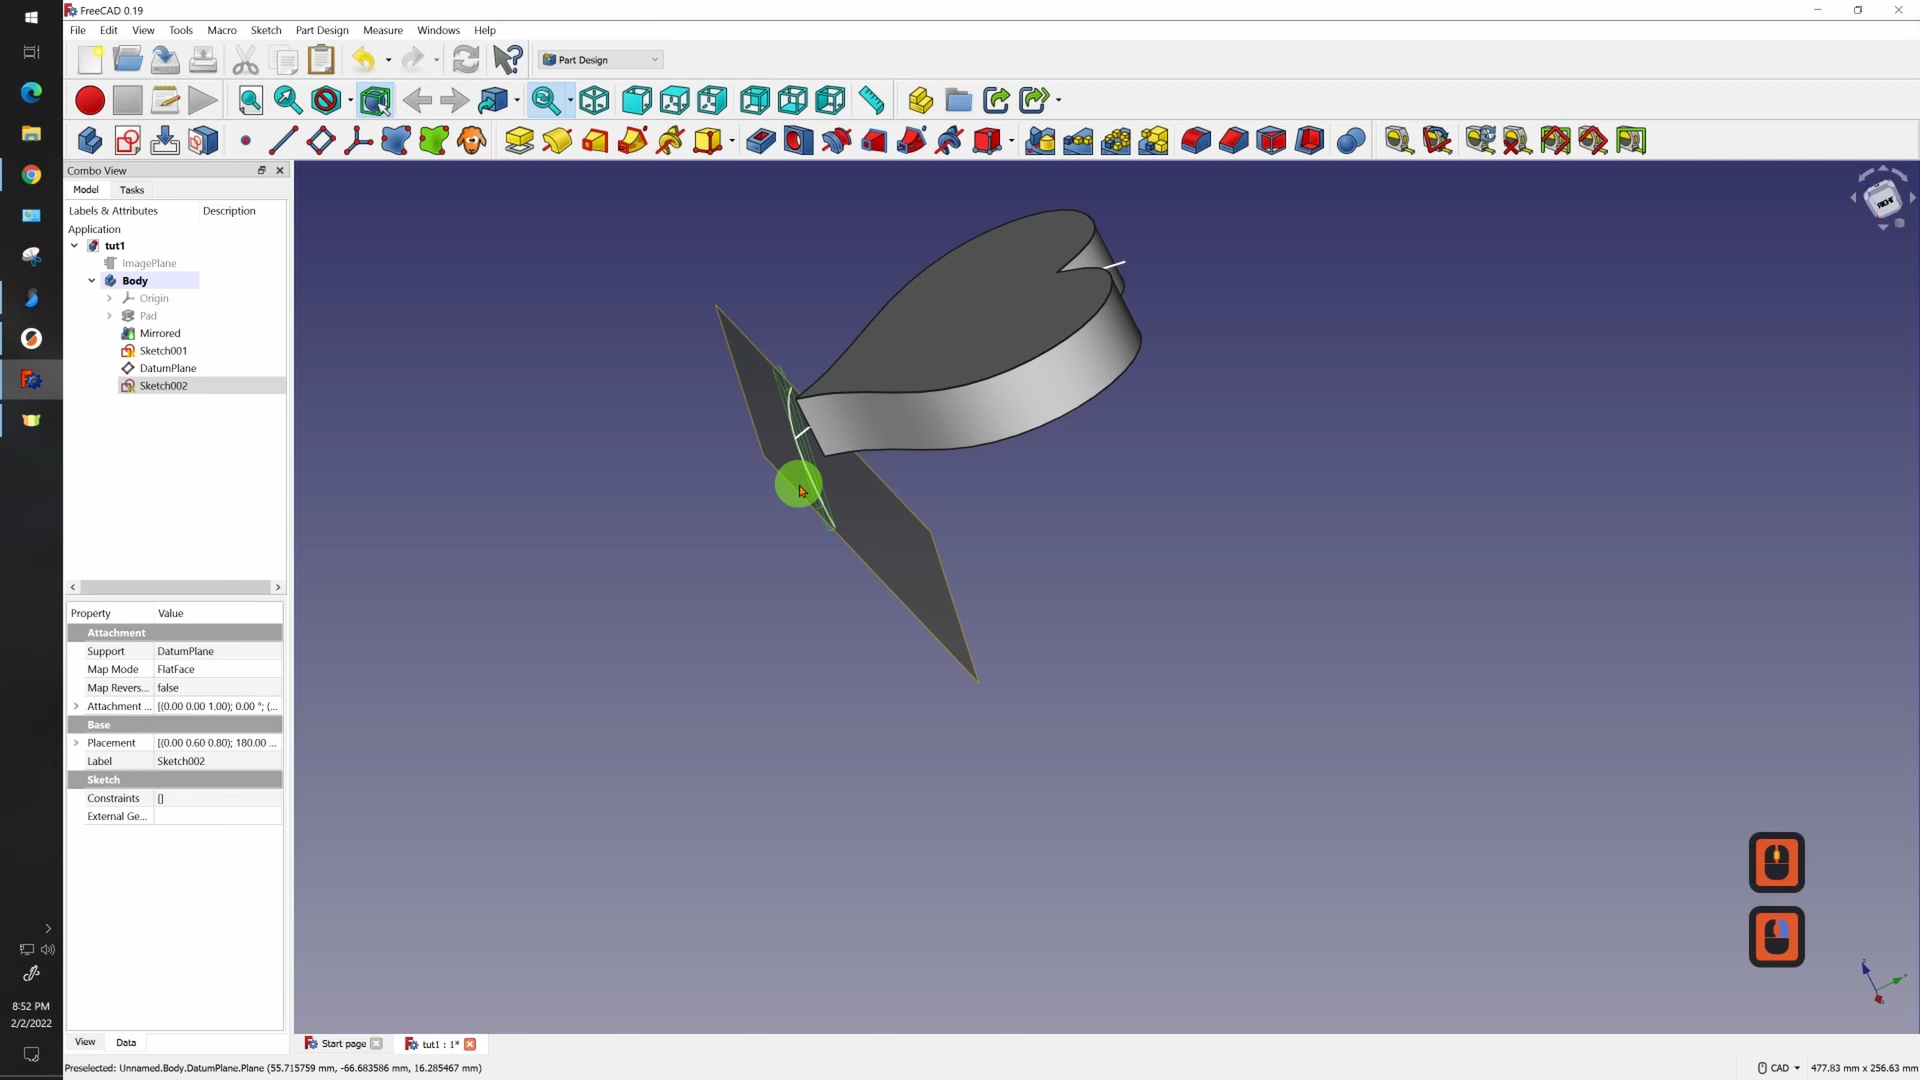 FreeCAD 0.19
File Edit View Tools Macro Sketch Part Design Measure Windows Help
Part Design
Combo View
Model Tasks
Labels & Attributes Description
Application
tut1
ImagePlane
Body
Origin
Pad
Mirrored
Sketch001
DatumPlane
Sketch002
Property Value
Attachment
Support DatumPlane
Map Mode FlatFace
Map Revers... false
Attachment ... [(0.00 0.00 1.00); 0.00 °; (...
Base
Placement [(0.00 0.60 0.80); 180.00 ...
Label Sketch002
Sketch
Constraints []
External Ge...
RIGHT
8:52 PM
2/2/2022
View Data
Start page
tut1 : 1*
Preselected: Unnamed.Body.DatumPlane.Plane (55.715759 mm, -66.683586 mm, 16.285467 mm)
CAD 477.83 mm x 256.63 mm